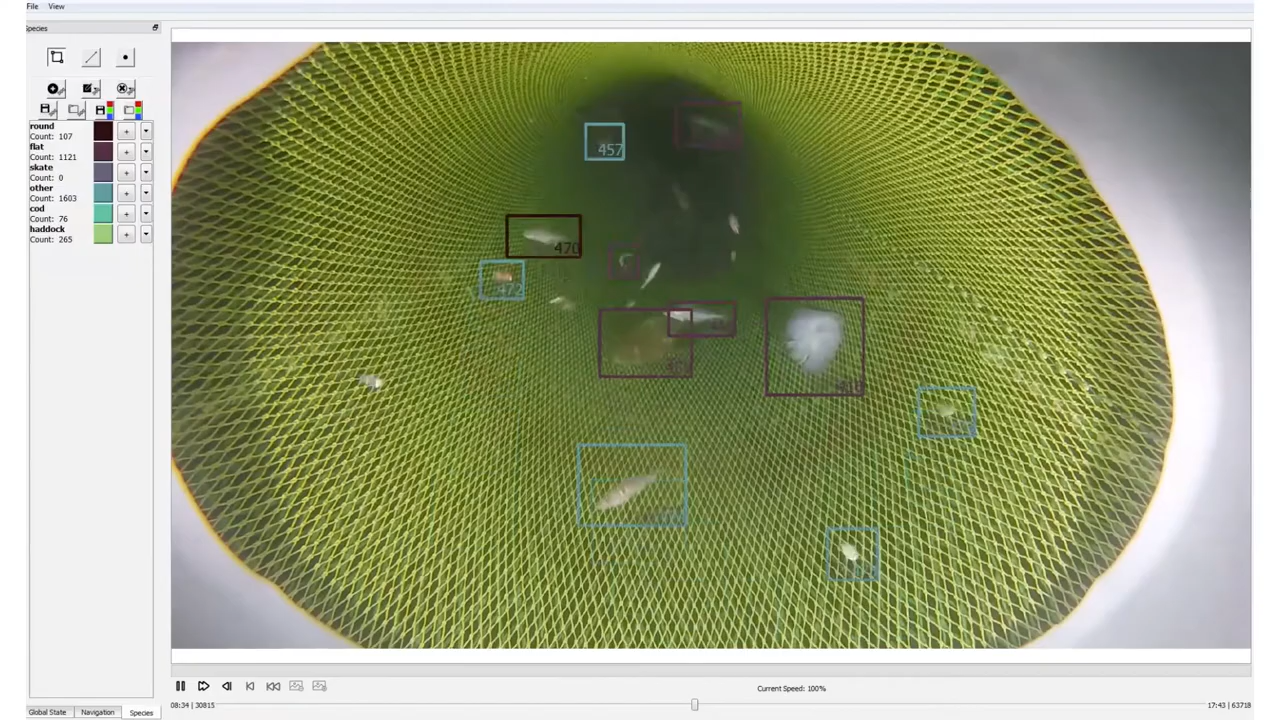 File View
Species
round
Count: 107
flat
Count: 1121
skate
Count: 0
other
Count: 1603
cod
Count: 76
haddock
Count: 265
457
470
472
Current Speed: 100%
08:34 | 30815
17:43 | 63718
Global State Navigation Species